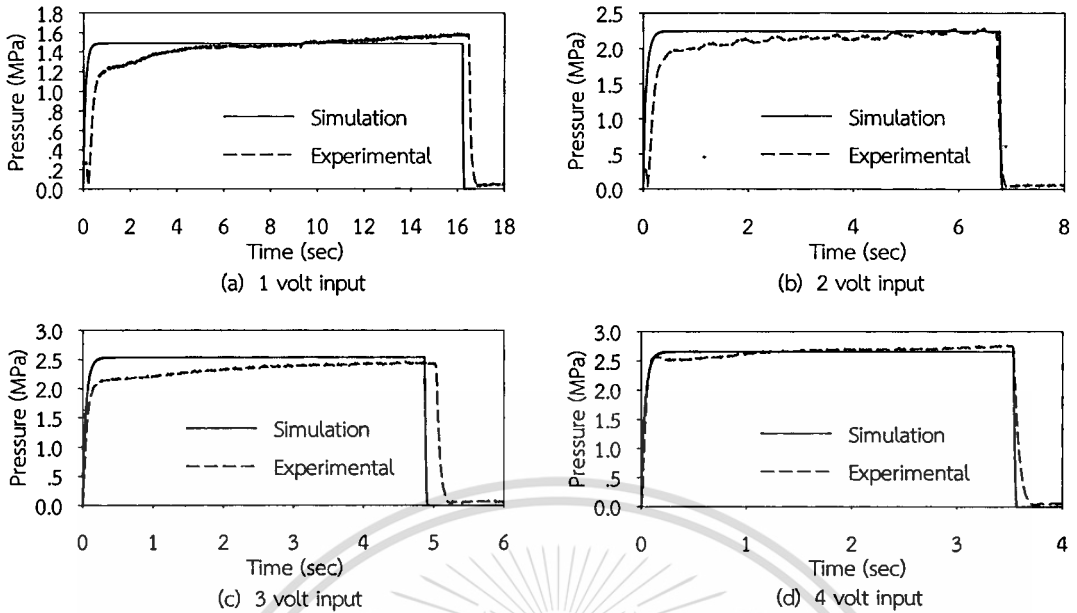 Pressure (MPa)
1.8
1.6
1.4
1.2
1.0
.8
.6
.4
.2
0.0
Simulation
Experimental
0 2 4 6 8 10 12 14 16 18
Time (sec)
(a) 1 volt input
Pressure (MPa)
2.5
2.0
1.5
1.0
.5
0.0
Simulation
Experimental
0 2 4 6 8
Time (sec)
(b) 2 volt input
Pressure (MPa)
3.0
2.5
2.0
1.5
1.0
.5
0.0
Simulation
Experimental
0 1 2 3 4 5 6
Time (sec)
(c) 3 volt input
Pressure (MPa)
3.0
2.5
2.0
1.5
1.0
.5
0.0
Simulation
Experimental
0 1 2 3 4
Time (sec)
(d) 4 volt input